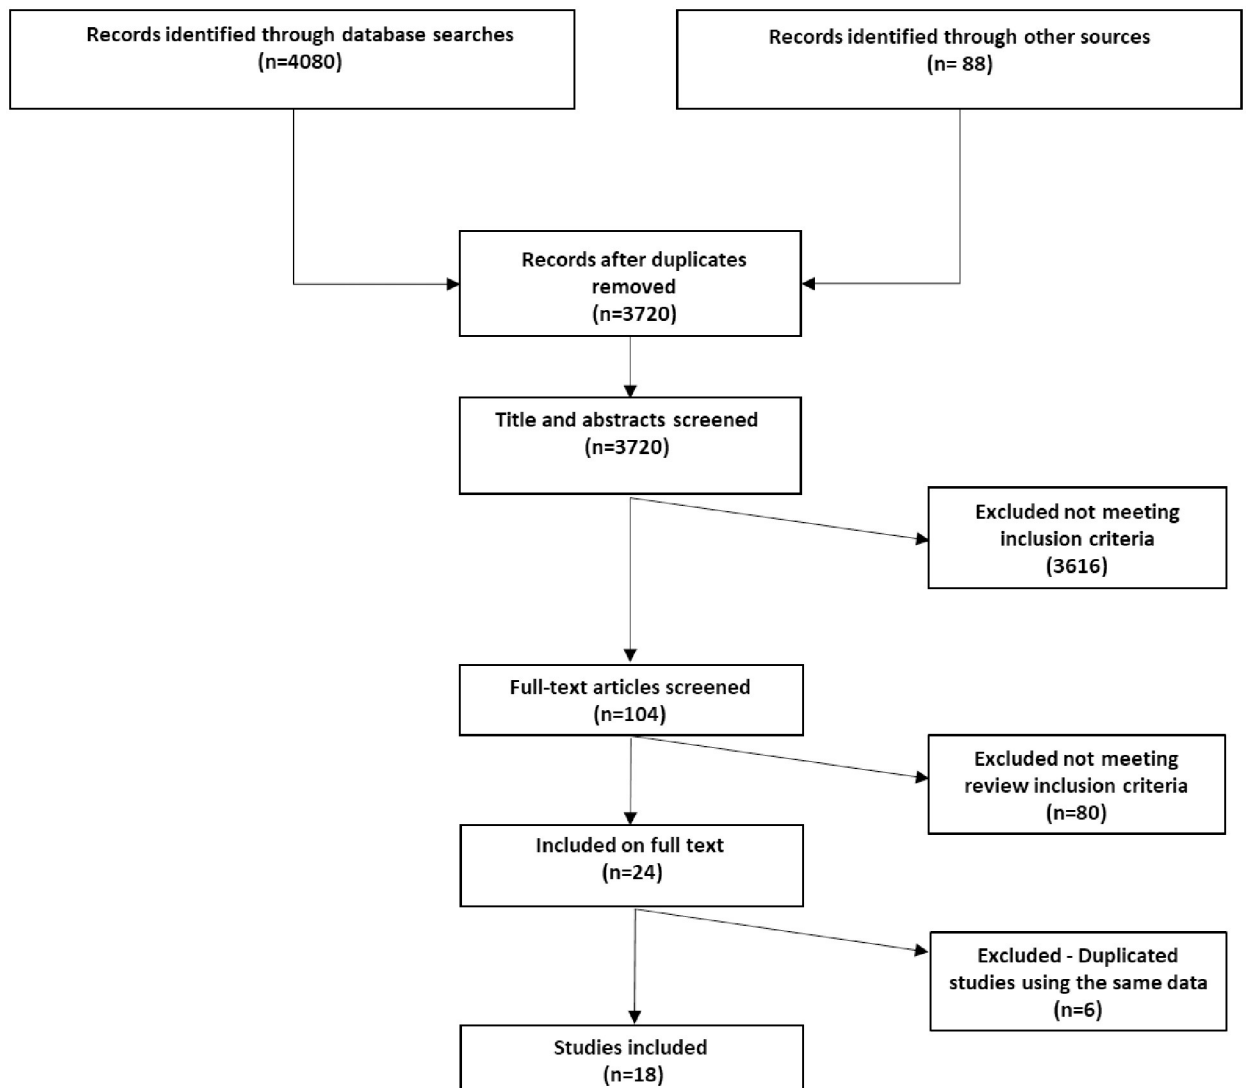 Records identified through database searches
(n=4080)
Records identified through other sources
(n= 88)
Records after duplicates
removed
(n=3720)
Title and abstracts screened
(n=3720)
Excluded not meeting
inclusion criteria
(3616)
Full-text articles screened
(n=104)
Excluded not meeting
review inclusion criteria
(n=80)
Included on full text
(n=24)
Excluded - Duplicated
studies using the same data
(n=6)
Studies included
(n=18)